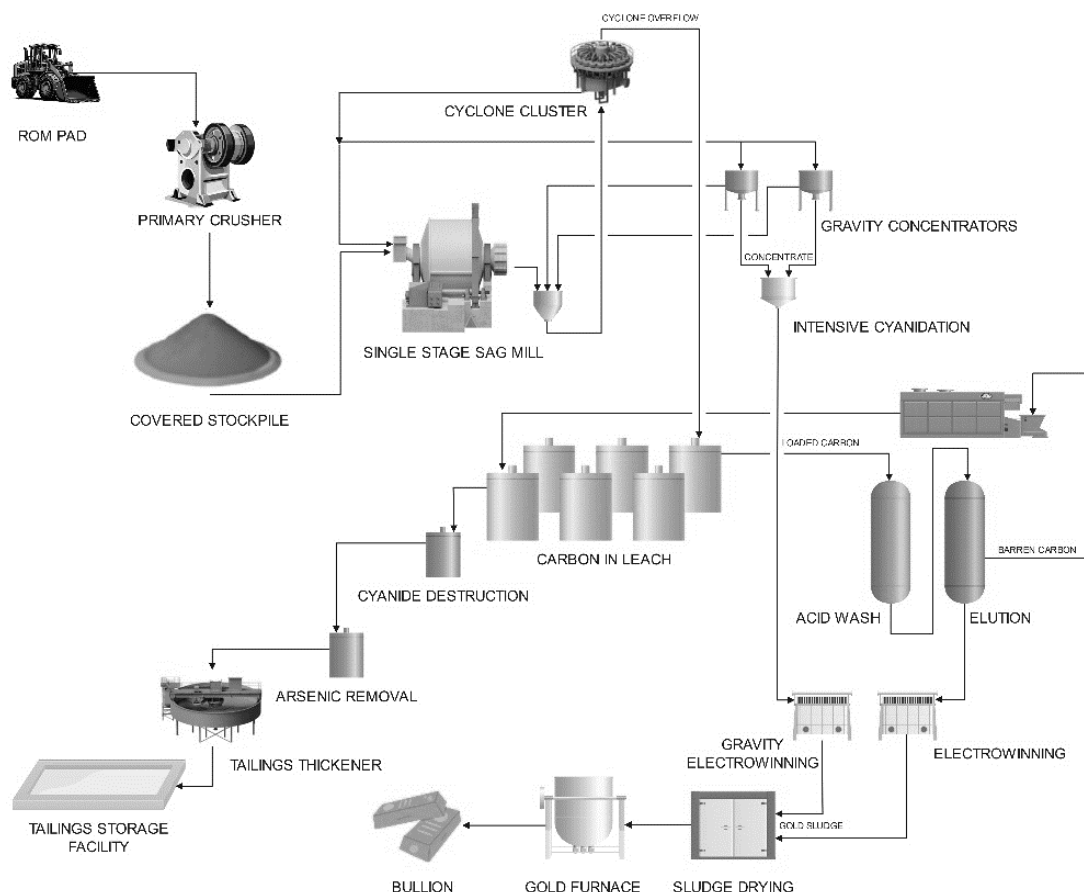 CYCLONE OVERFLOW
CYCLONE CLUSTER
ROM PAD
PRIMARY CRUSHER
GRAVITY CONCENTRATORS
CONCENTRATE
INTENSIVE CYANIDATION
SINGLE STAGE SAG MILL
COVERED STOCKPILE
LOADED CARBON
CARBON IN LEACH
BARREN CARBON
CYANIDE DESTRUCTION
ACID WASH
ELUTION
ARSENIC REMOVAL
TAILINGS THICKENER
GRAVITY
ELECTROWINNING
ELECTROWINNING
TAILINGS STORAGE
FACILITY
GOLD SLUDGE
BULLION
GOLD FURNACE
SLUDGE DRYING